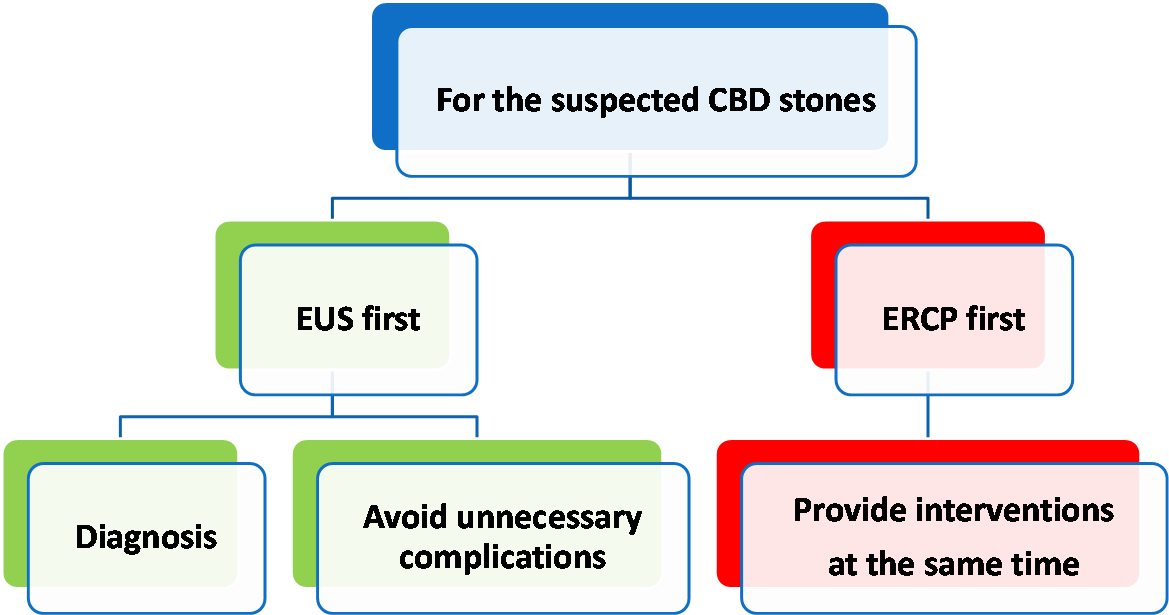 For the suspected CBD stones
EUS first
ERCP first
Diagnosis
Avoid unnecessary
complications
Provide interventions
at the same time